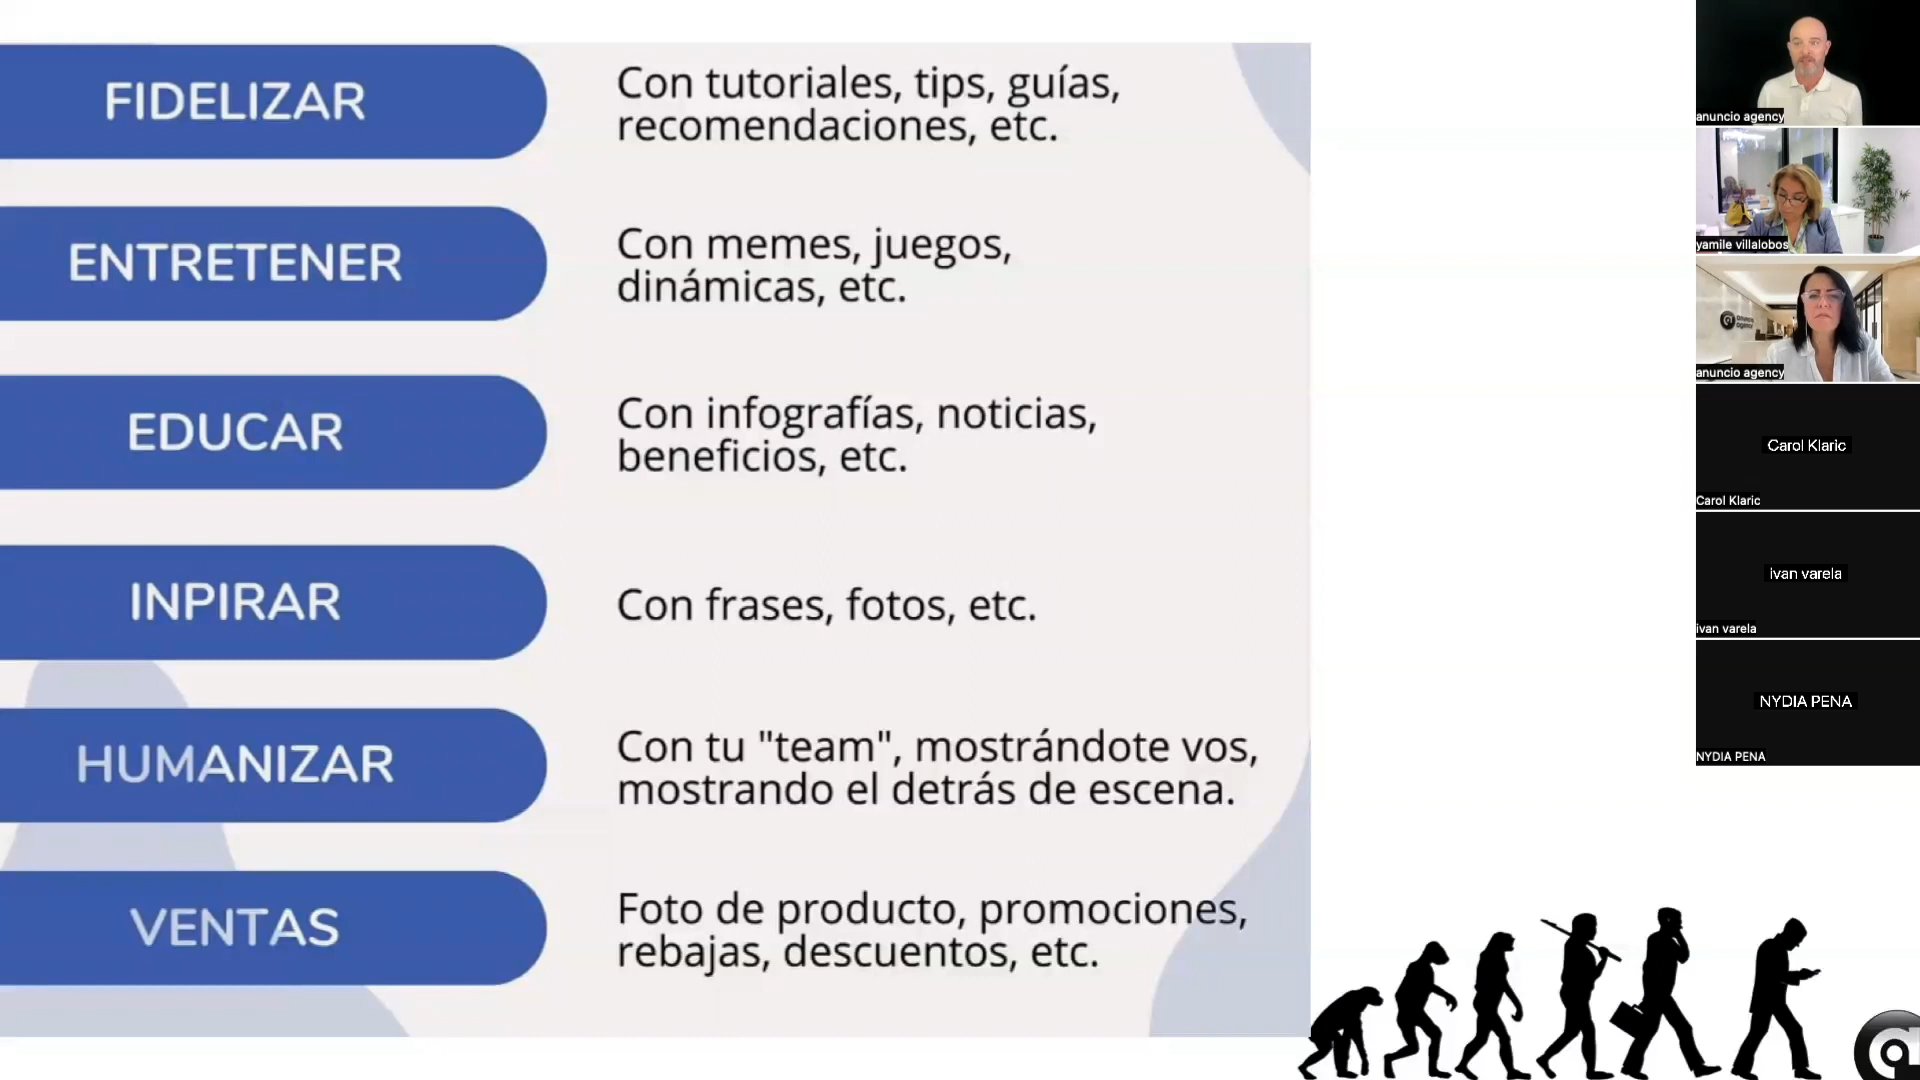 FIDELIZAR
Con tutoriales, tips, guías,
recomendaciones, etc.
ENTRETENER
Con memes, juegos,
dinámicas, etc.
EDUCAR
Con infografías, noticias,
beneficios, etc.
INPIRAR
Con frases, fotos, etc.
HUMANIZAR
Con tu "team", mostrándote vos,
mostrando el detrás de escena.
VENTAS
Foto de producto, promociones,
rebajas, descuentos, etc.
anuncio agency
yamile villalobos
anuncio
agency
anuncio agency
Carol Klaric
Carol Klaric
ivan varela
ivan varela
NYDIA PENA
NYDIA PENA